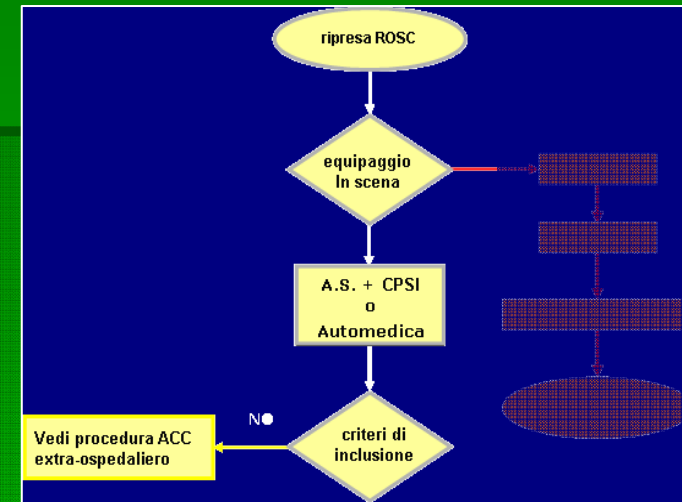 ripresa ROSC
equipaggio
In scena
A.S. + CPSI
o
Automedica
criteri di
inclusione
NO
Vedi procedura ACC
extra-ospedaliero